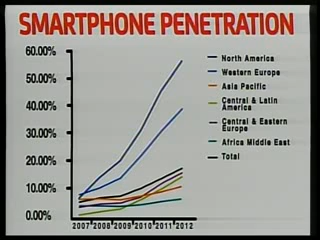 SMARTPHONE PENETRATION
60.00%
50.00%
40.00%
30.00%
20.00%
10.00%
0.00%
2007 2008 2009 2010 2011 2012
North America
Western Europe
Asia Pacific
Central & Latin
America
Central & Eastern
Europe
Africa Middle East
Total